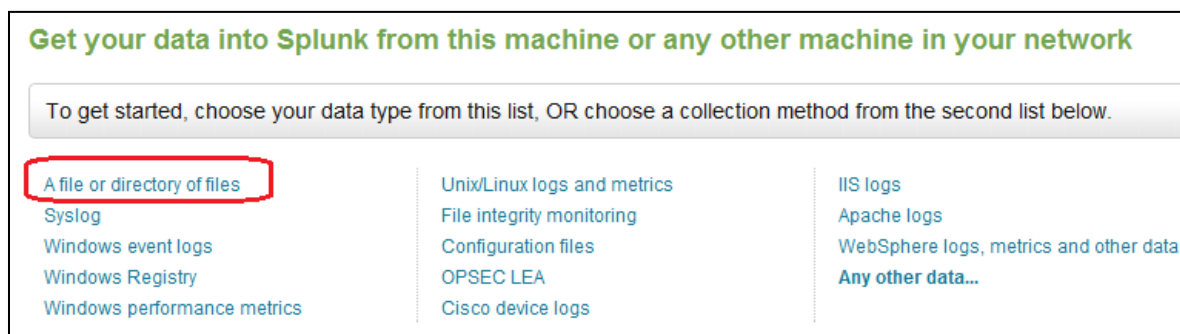 Get your data into Splunk from this machine or any other machine in your network
To get started, choose your data type from this list, OR choose a collection method from the second list below.
A file or directory of files
Syslog
Windows event logs
Windows Registry
Windows performance metrics
Unix/Linux logs and metrics
File integrity monitoring
Configuration files
OPSEC LEA
Cisco device logs
IIS logs
Apache logs
WebSphere logs, metrics and other data
Any other data...